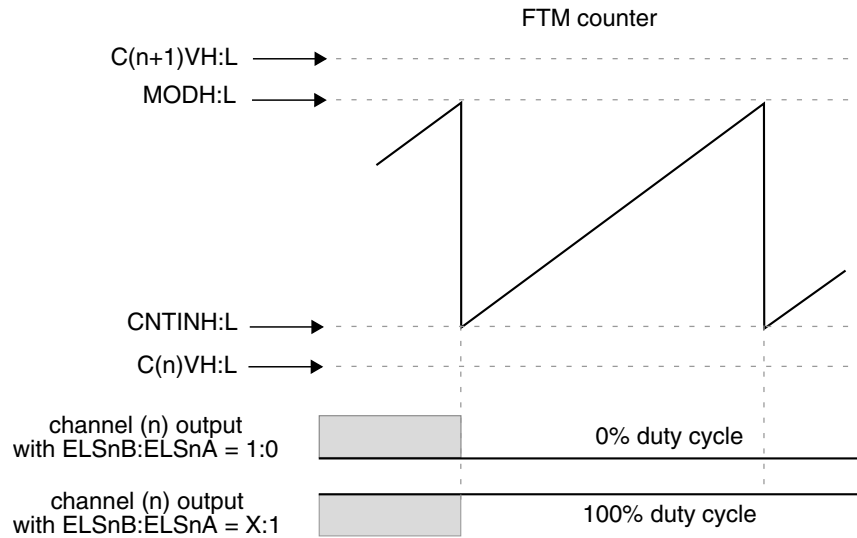 FTM counter
C(n+1)VH:L
MODH:L
CNTINH:L
C(n)VH:L
channel (n) output
with ELSnB:ELSnA = 1:0
0% duty cycle
channel (n) output
with ELSnB:ELSnA = X:1
100% duty cycle